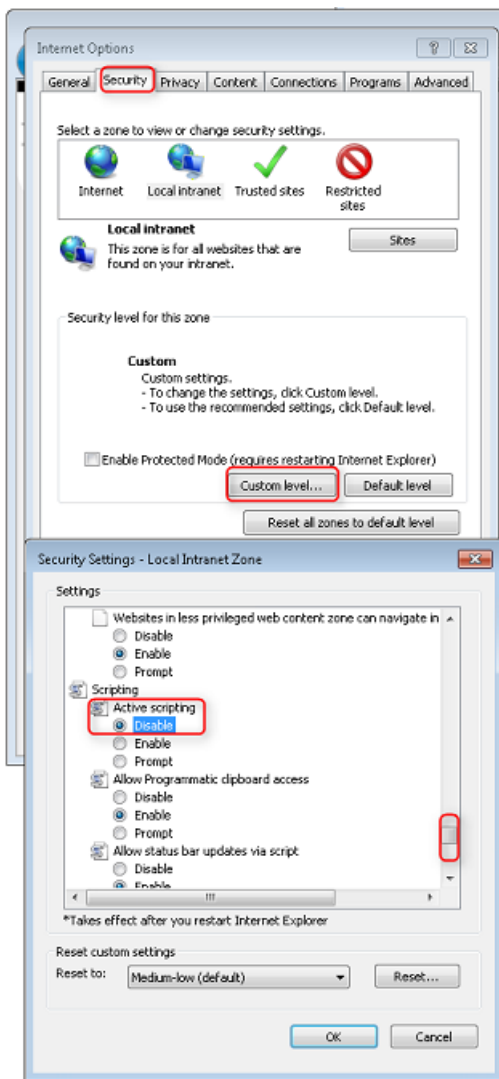 Internet Options
General Security Privacy Content Connections Programs Advanced
Select a zone to view or change security settings.
Internet Local intranet Trusted sites Restricted sites
Local intranet
This zone is for all websites that are
found on your intranet.
Sites
Security level for this zone
Custom
Custom settings.
- To change the settings, click Custom level.
- To use the recommended settings, click Default level.
Enable Protected Mode (requires restarting Internet Explorer)
Custom level... Default level
Reset all zones to default level
Security Settings - Local Intranet Zone
Settings
Websites in less privileged web content zone can navigate in
Disable
Enable
Prompt
Scripting
Active scripting
Disable
Enable
Prompt
Allow Programmatic clipboard access
Disable
Enable
Prompt
Allow status bar updates via script
Disable
Enable
*Takes effect after you restart Internet Explorer
Reset custom settings
Reset to: Medium-low (default) Reset...
OK Cancel